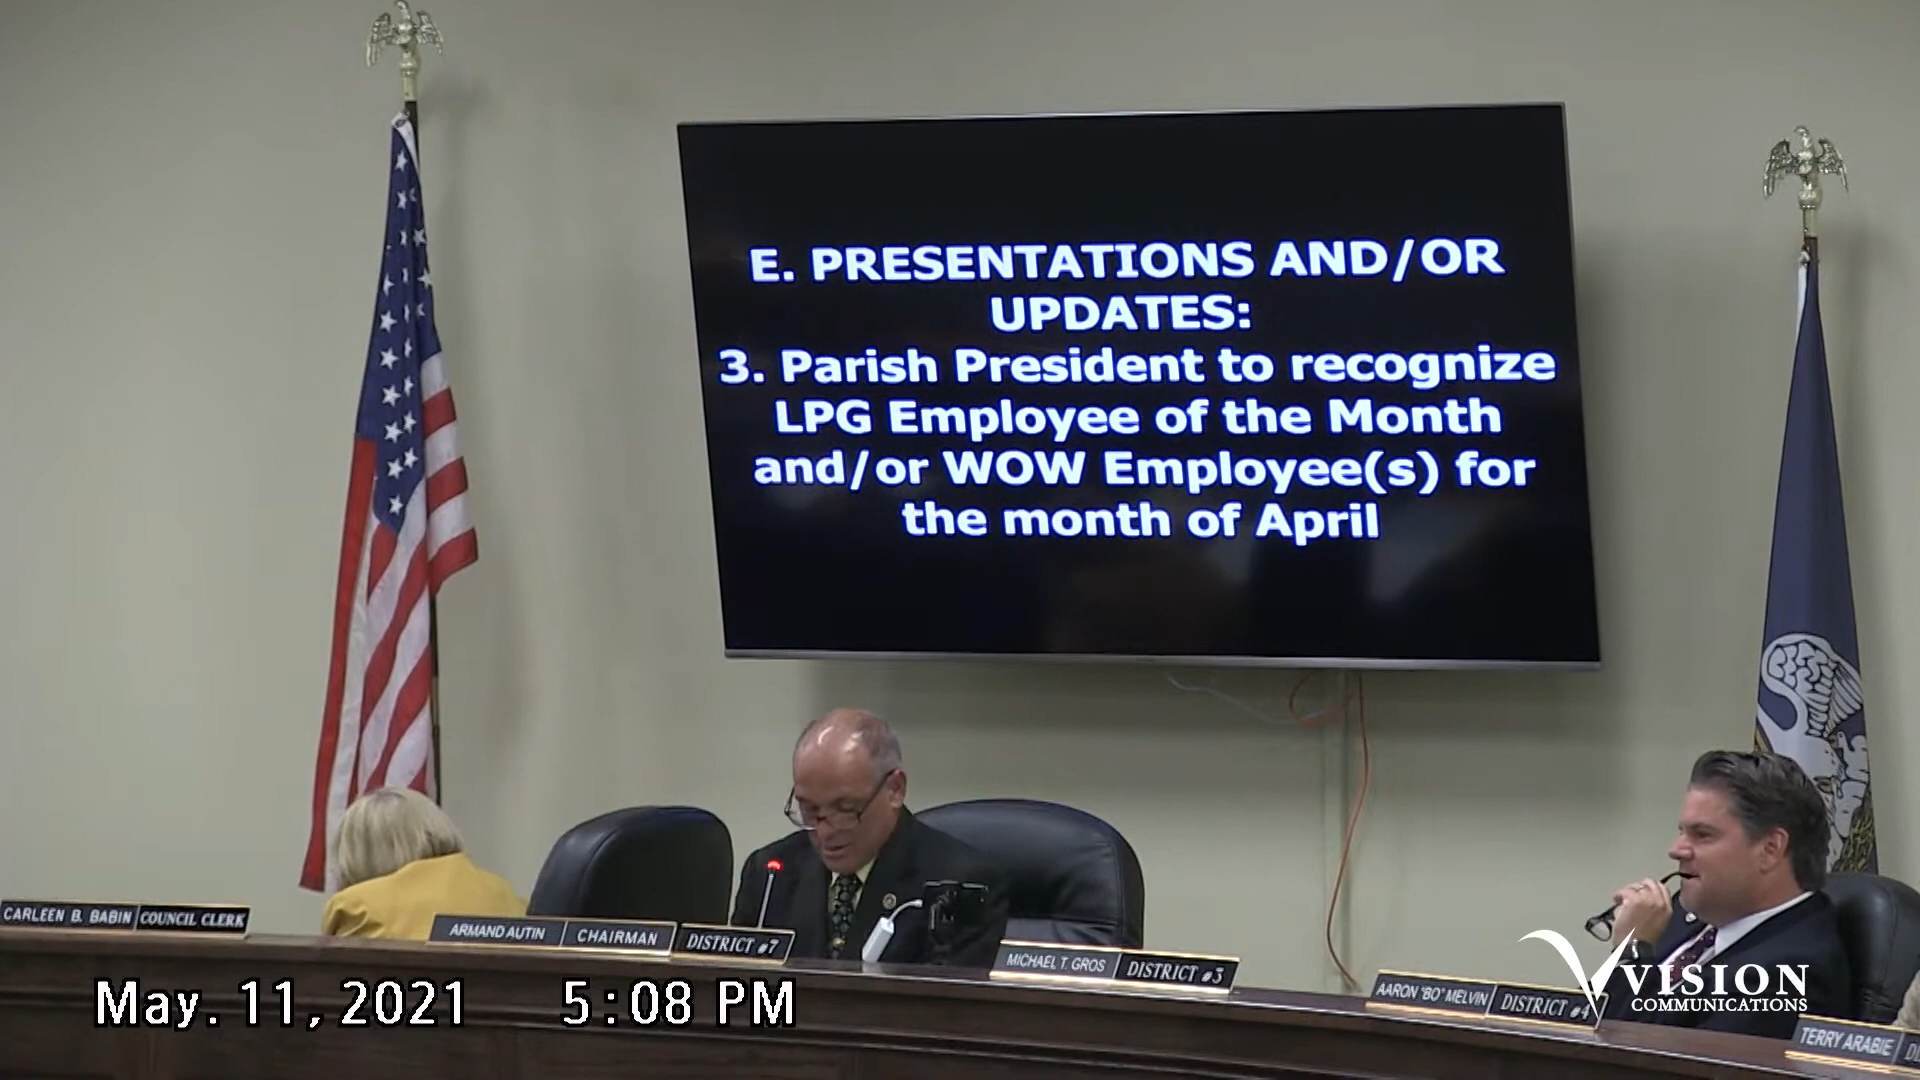 E. PRESENTATIONS AND/OR
UPDATES:
3. Parish President to recognize
LPG Employee of the Month
and/or WOW Employee(s) for
the month of April
CARLEEN B. BABIN COUNCIL CLERK
ARMAND AUTIN CHAIRMAN DISTRICT #7
MICHAEL T. GROS DISTRICT #3
AARON "BO" MELVIN DISTRICT #4
TERRY ARABIE
VISION
COMMUNICATIONS
May. 11, 2021 5:08 PM